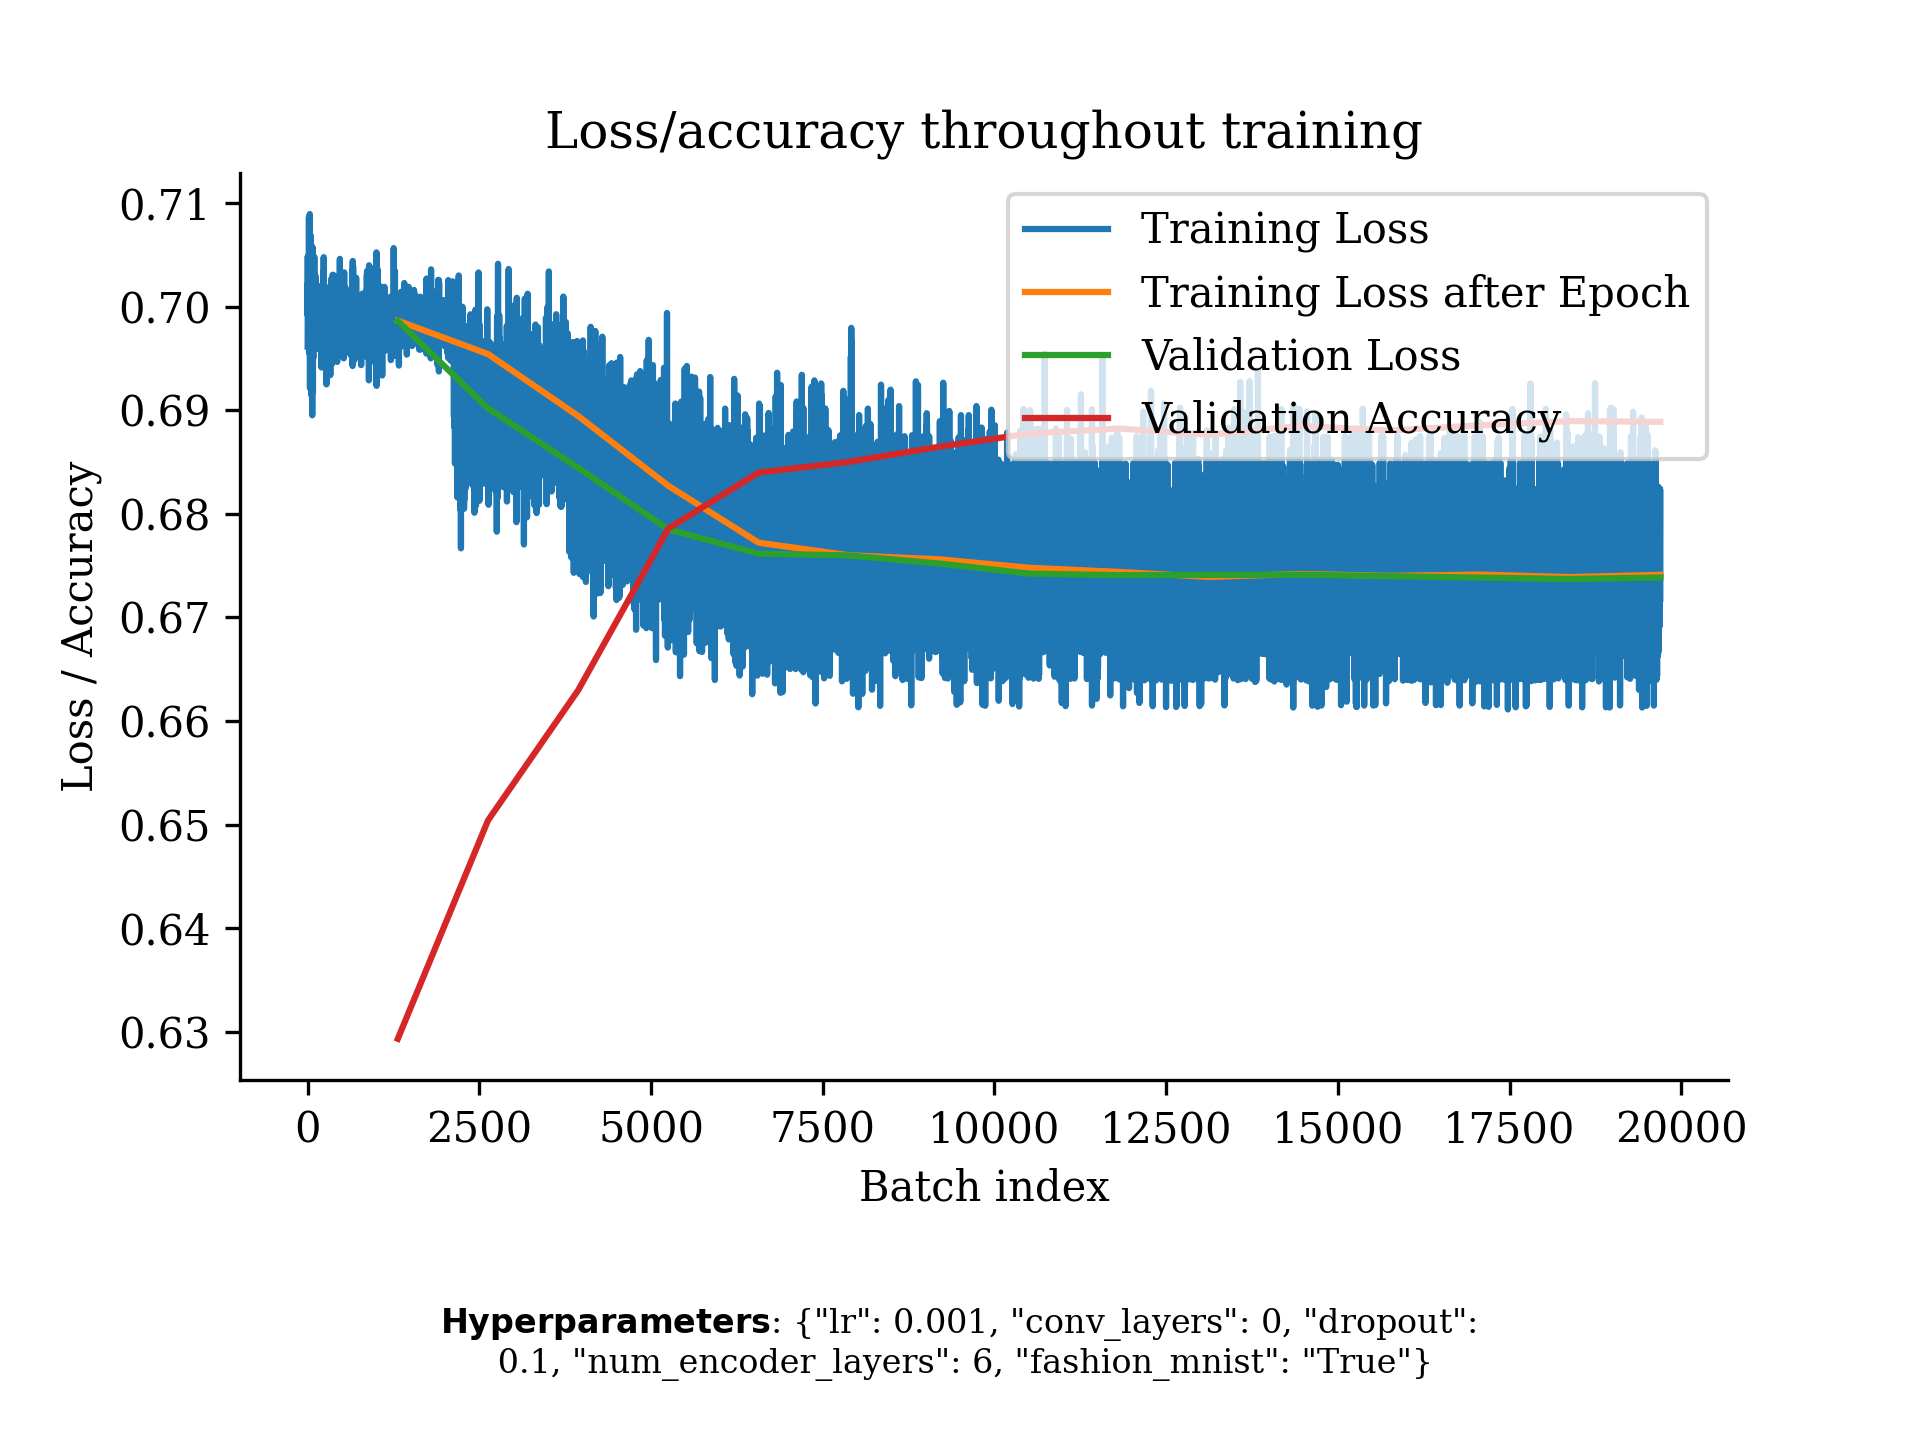 Loss/accuracy throughout training
Training Loss
Training Loss after Epoch
Validation Loss
Validation Accuracy
Loss / Accuracy
0.71
0.70
0.69
0.68
0.67
0.66
0.65
0.64
0.63
0 2500 5000 7500 10000 12500 15000 17500 20000
Batch index
Hyperparameters: {"lr": 0.001, "conv_layers": 0, "dropout":
0.1, "num_encoder_layers": 6, "fashion_mnist": "True"}